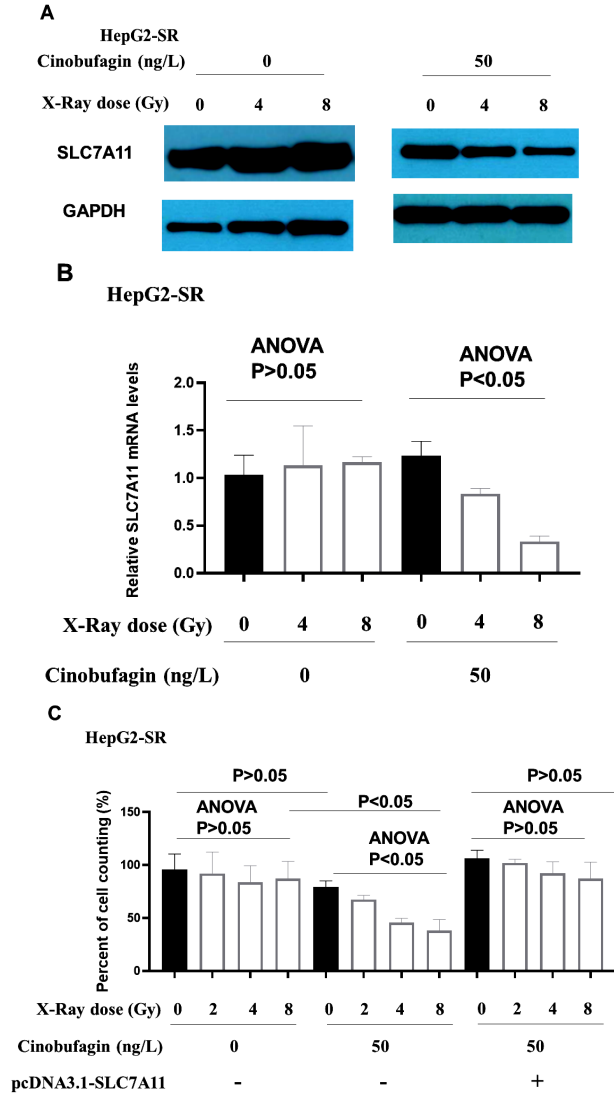 A
HepG2-SR
Cinobufagin (ng/L) 0 50
X-Ray dose (Gy) 0 4 8 0 4 8
SLC7A11
GAPDH
B
HepG2-SR
ANOVA
P>0.05
ANOVA
P<0.05
Relative SLC7A11 mRNA levels
2.0
1.5
1.0
0.5
0.0
X-Ray dose (Gy) 0 4 8 0 4 8
Cinobufagin (ng/L) 0 50
C
HepG2-SR
P>0.05 P>0.05
P<0.05
ANOVA
P>0.05
ANOVA
P<0.05
ANOVA
P>0.05
Percent of cell counting (%)
150
100
50
0
X-Ray dose (Gy) 0 2 4 8 0 2 4 8 0 2 4 8
Cinobufagin (ng/L) 0 50 50
pcDNA3.1-SLC7A11 - - +